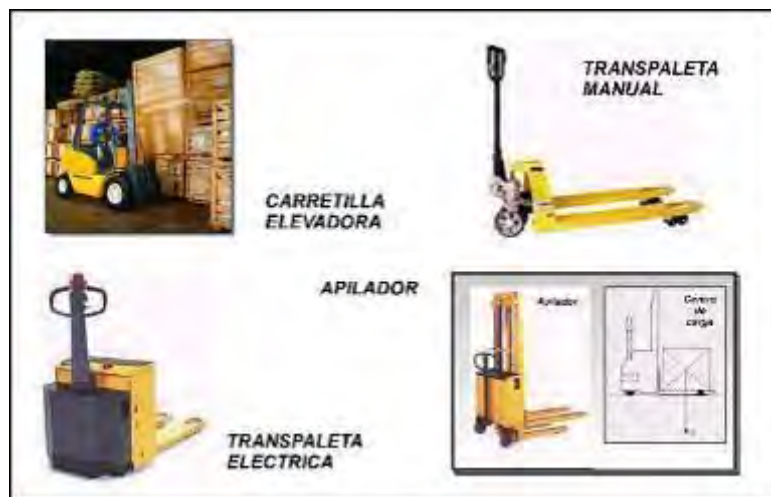 TRANSPALETA
MANUAL
CARRETILLA
ELEVADORA
APILADOR
Apilador
Centro
de
carga
TRANSPALETA
ELECTRICA